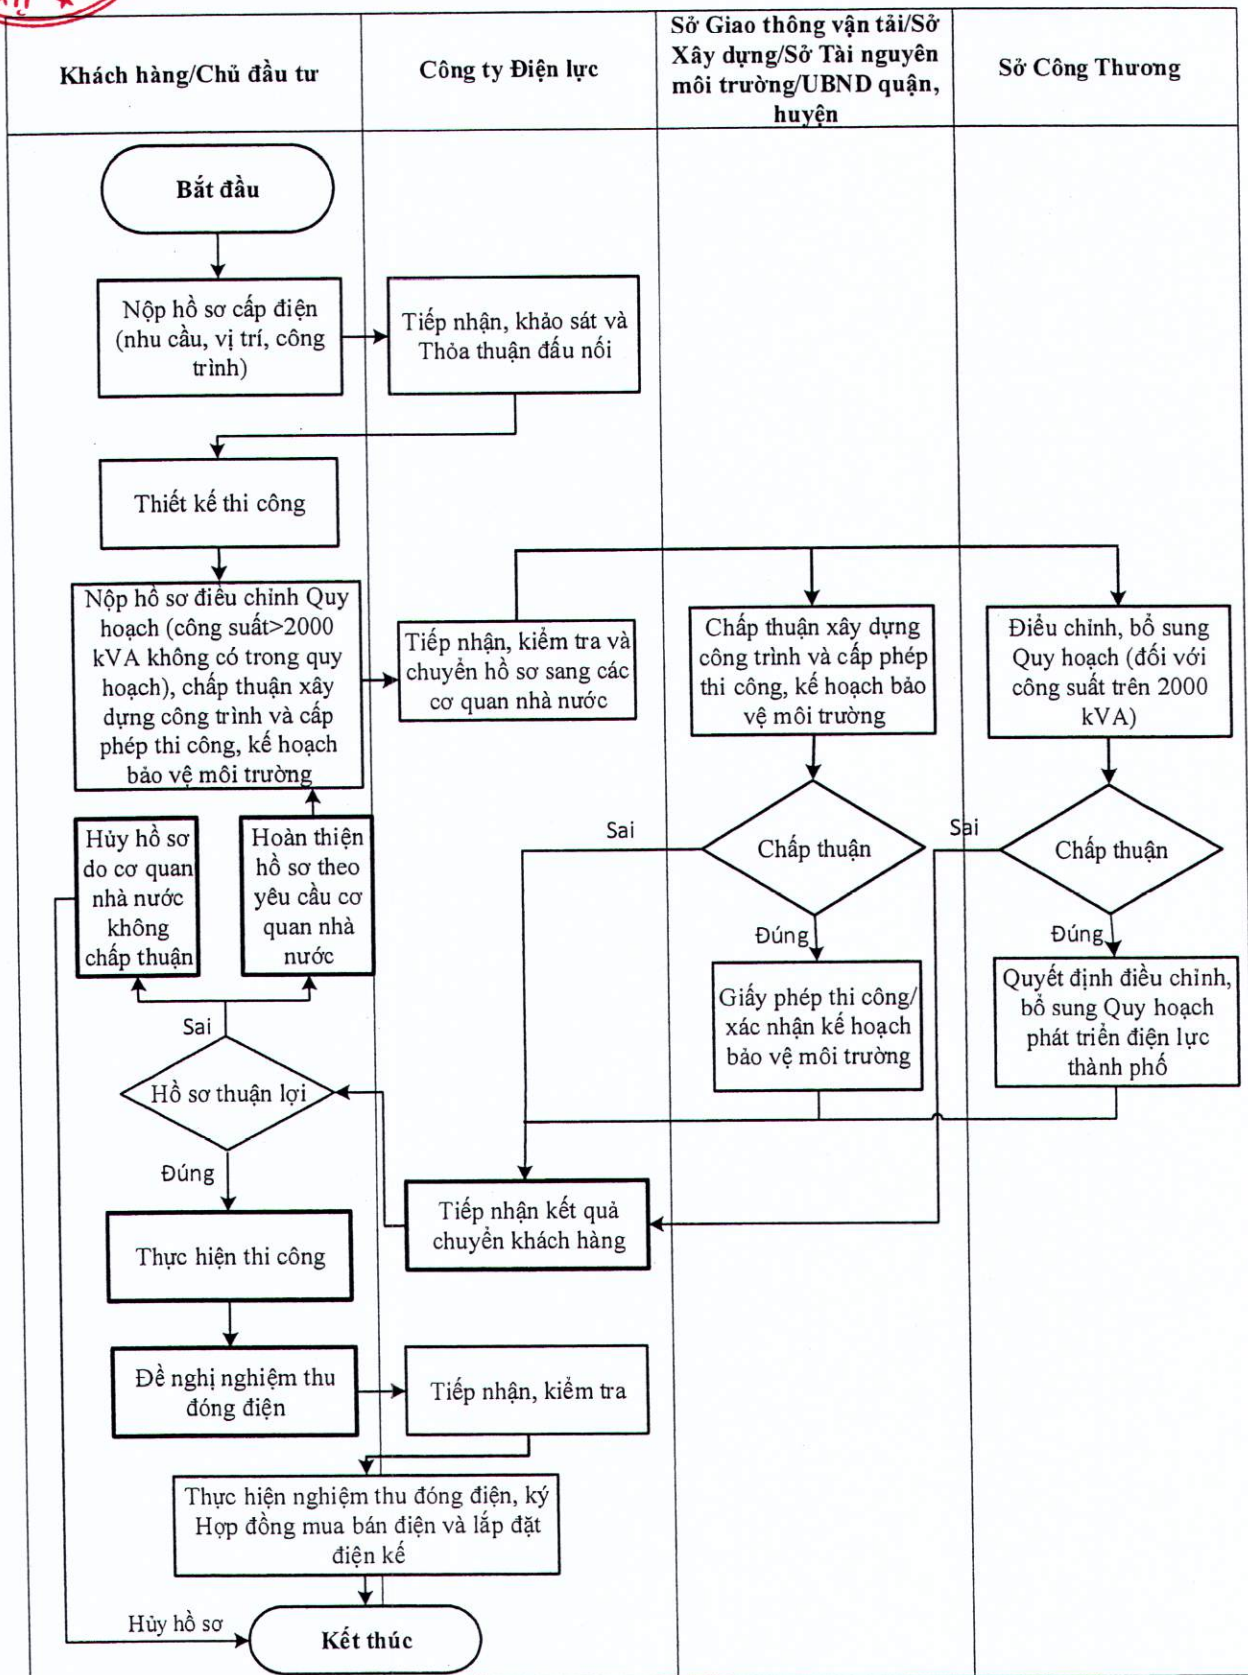 Khách hàng/Chủ đầu tư
Công ty Điện lực
Sở Giao thông vận tải/Sở
Xây dựng/Sở Tài nguyên
môi trường/UBND quận,
huyện
Sở Công Thương
Bắt đầu
Nộp hồ sơ cấp điện
(nhu cầu, vị trí, công
trình)
Tiếp nhận, khảo sát và
Thỏa thuận đấu nối
Thiết kế thi công
Nộp hồ sơ điều chỉnh Quy
hoạch (công suất>2000
kVA không có trong quy
hoạch), chấp thuận xây
dựng công trình và cấp
phép thi công, kế hoạch
bảo vệ môi trường
Tiếp nhận, kiểm tra và
chuyển hồ sơ sang các
cơ quan nhà nước
Chấp thuận xây dựng
công trình và cấp phép
thi công, kế hoạch bảo
vệ môi trường
Điều chỉnh, bổ sung
Quy hoạch (đối với
công suất trên 2000
kVA)
Hủy hồ sơ
do cơ quan
nhà nước
không
chấp thuận
Hoàn thiện
hồ sơ theo
yêu cầu cơ
quan nhà
nước
Sai
Chấp thuận
Sai
Chấp thuận
Đúng
Đúng
Giấy phép thi công/
xác nhận kế hoạch
bảo vệ môi trường
Quyết định điều chỉnh,
bổ sung Quy hoạch
phát triển điện lực
thành phố
Sai
Hồ sơ thuận lợi
Đúng
Tiếp nhận kết quả
chuyển khách hàng
Thực hiện thi công
Đề nghị nghiệm thu
đóng điện
Tiếp nhận, kiểm tra
Thực hiện nghiệm thu đóng điện, ký
Hợp đồng mua bán điện và lắp đặt
điện kế
Hủy hồ sơ
Kết thúc